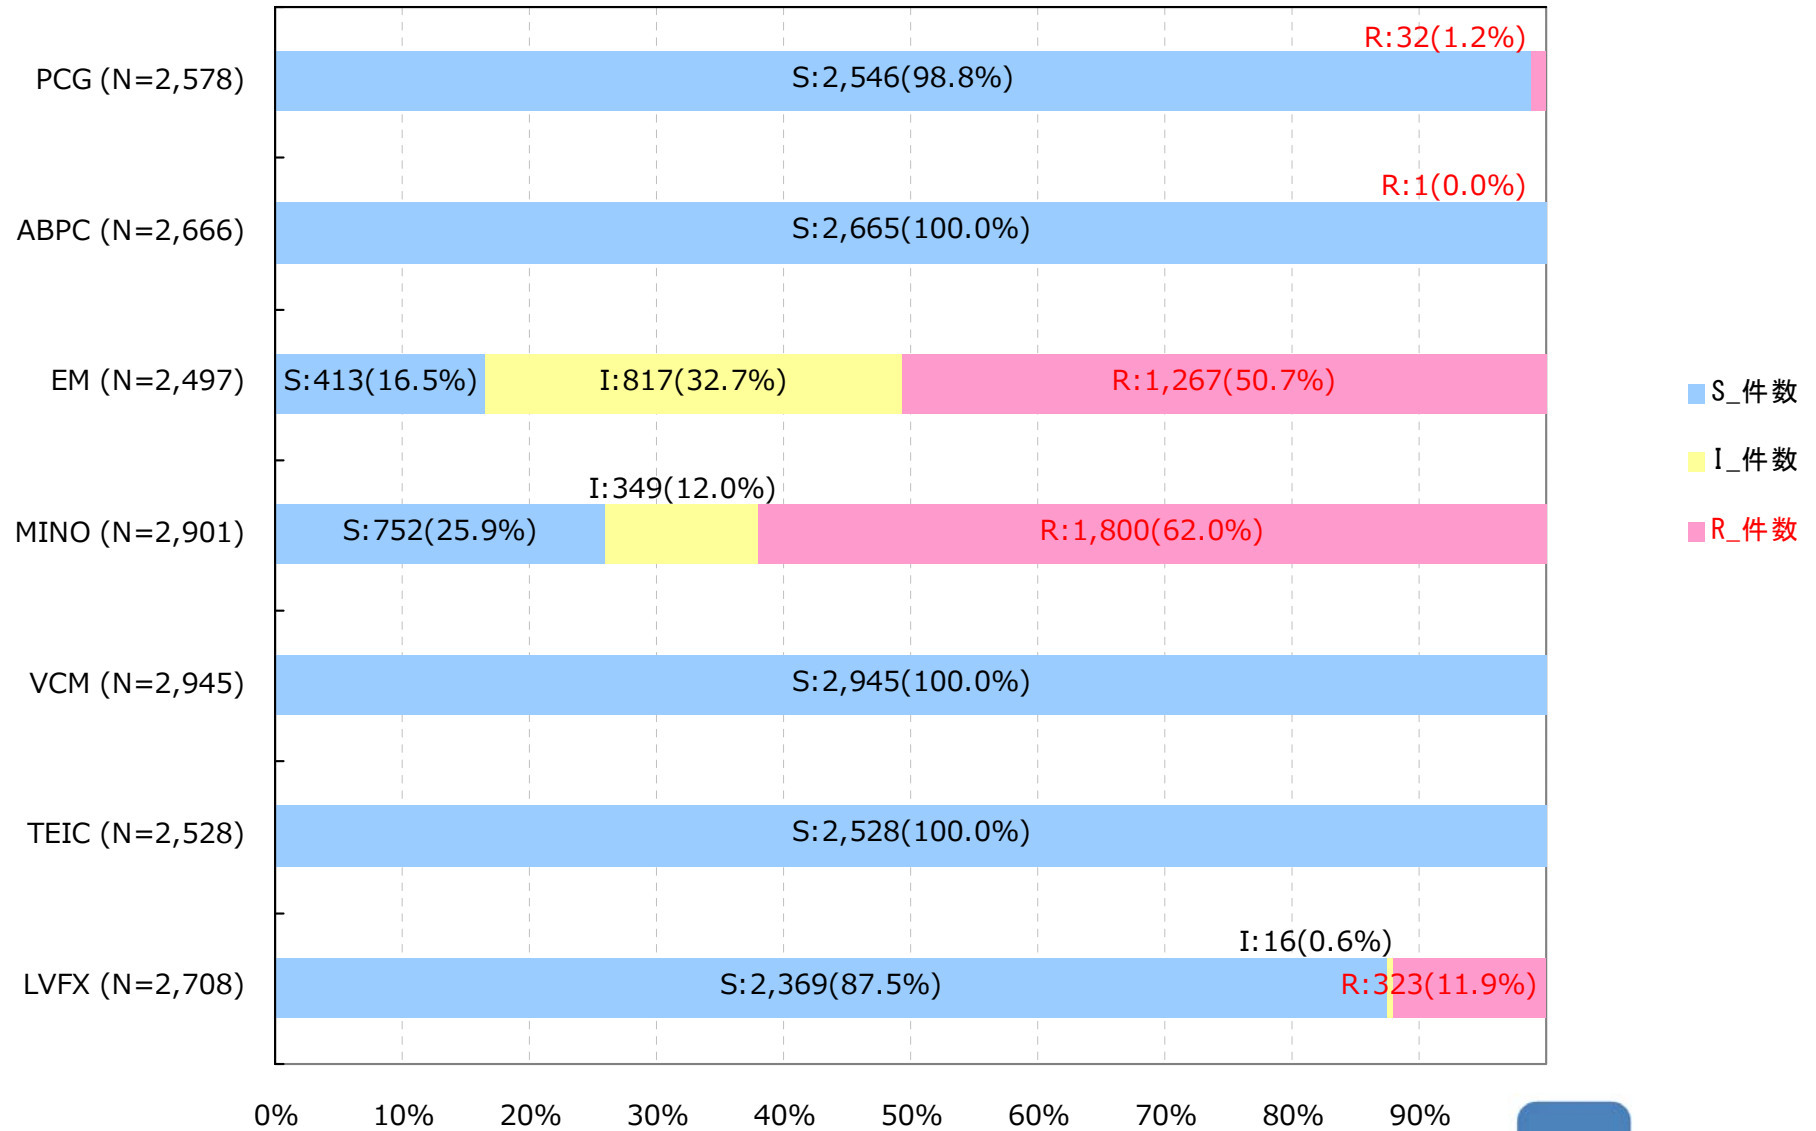 R:32(1.2%)
PCG (N=2,578) S:2,546(98.8%)
R:1(0.0%)
ABPC (N=2,666) S:2,665(100.0%)
EM (N=2,497) S:413(16.5%) I:817(32.7%) R:1,267(50.7%)
S_件数
I_件数
I:349(12.0%)
MINO (N=2,901) S:752(25.9%) R:1,800(62.0%)
R_件数
VCM (N=2,945) S:2,945(100.0%)
TEIC (N=2,528) S:2,528(100.0%)
I:16(0.6%)
LVFX (N=2,708) S:2,369(87.5%) R:323(11.9%)
0% 10% 20% 30% 40% 50% 60% 70% 80% 90%